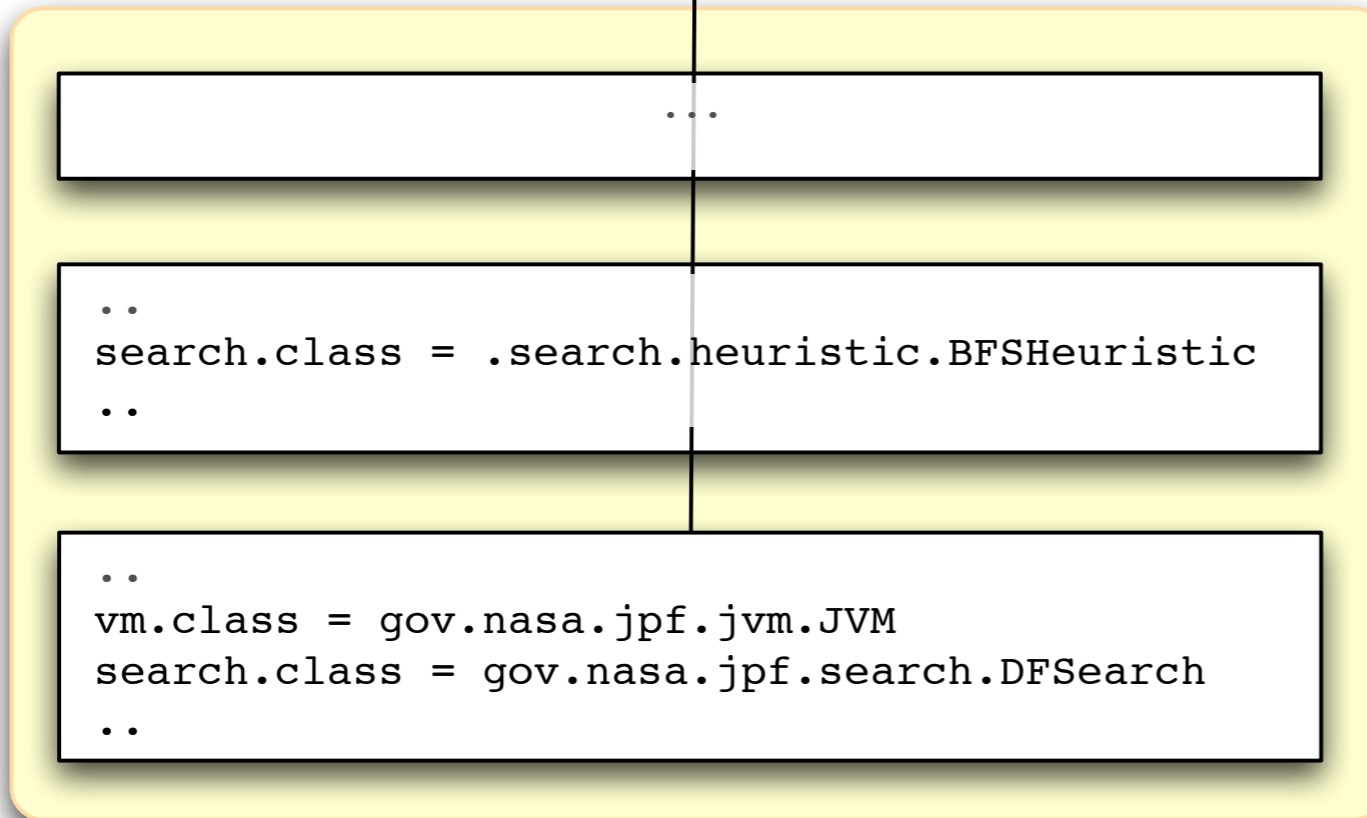 ...
..
search.class = .search.heuristic.BFSHeuristic
..
..
vm.class = gov.nasa.jpf.jvm.JVM
search.class = gov.nasa.jpf.search.DFSearch
..